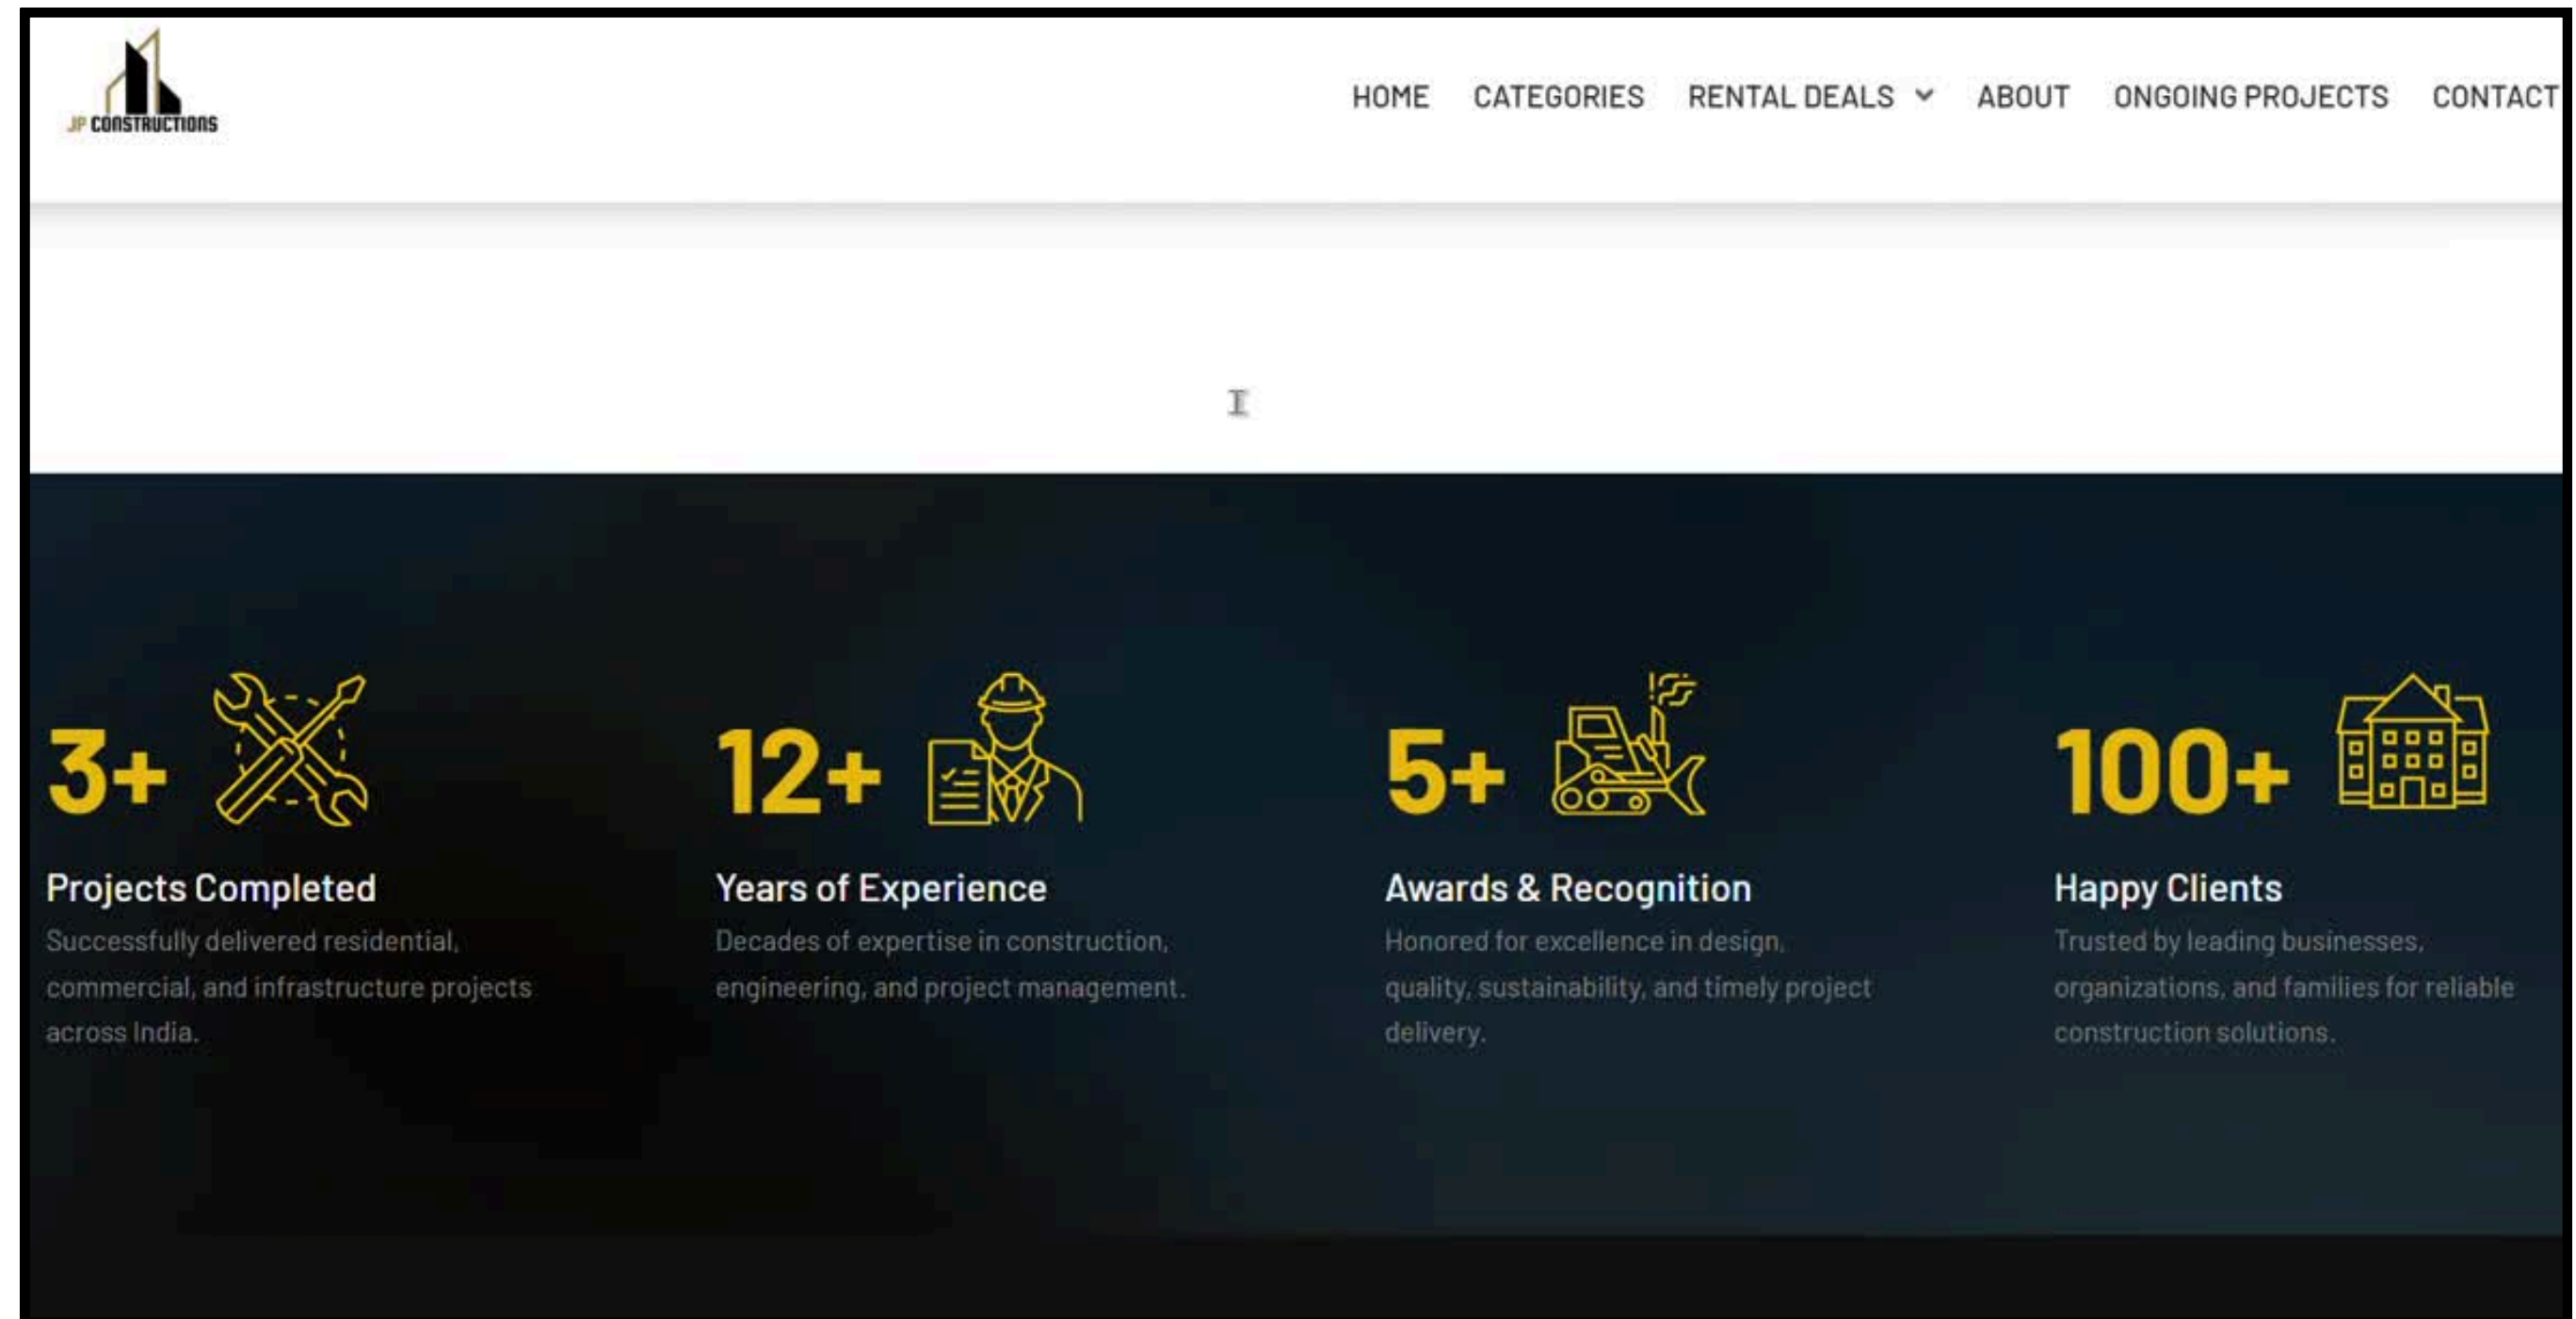 JP CONSTRUCTIONS
HOME CATEGORIES RENTAL DEALS ABOUT ONGOING PROJECTS CONTACT
3+
Projects Completed
Successfully delivered residential,
commercial, and infrastructure projects
across India.
12+
Years of Experience
Decades of expertise in construction,
engineering, and project management.
5+
Awards & Recognition
Honored for excellence in design,
quality, sustainability, and timely project
delivery.
100+
Happy Clients
Trusted by leading businesses,
organizations, and families for reliable
construction solutions.